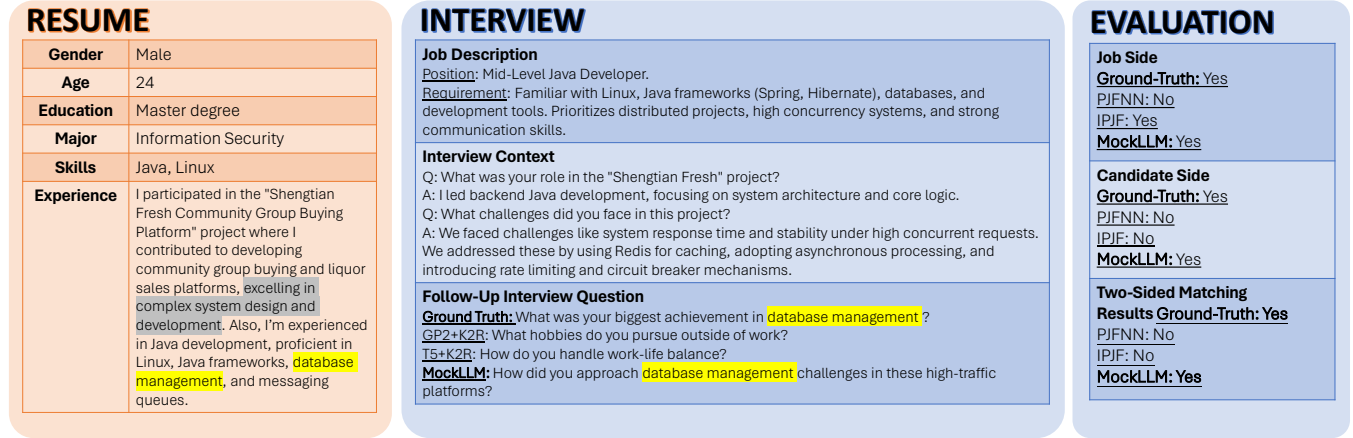 RESUME
Gender Male
Age 24
Education Master degree
Major Information Security
Skills Java, Linux
Experience I participated in the "Shengtian
Fresh Community Group Buying
Platform" project where I
contributed to developing
community group buying and liquor
sales platforms, excelling in
complex system design and
development. Also, I'm experienced
in Java development, proficient in
Linux, Java frameworks, database
management, and messaging
queues.
INTERVIEW
Job Description
Position: Mid-Level Java Developer.
Requirement: Familiar with Linux, Java frameworks (Spring, Hibernate), databases, and
development tools. Prioritizes distributed projects, high concurrency systems, and strong
communication skills.
Interview Context
Q: What was your role in the "Shengtian Fresh" project?
A: I led backend Java development, focusing on system architecture and core logic.
Q: What challenges did you face in this project?
A: We faced challenges like system response time and stability under high concurrent requests.
We addressed these by using Redis for caching, adopting asynchronous processing, and
introducing rate limiting and circuit breaker mechanisms.
Follow-Up Interview Question
Ground Truth: What was your biggest achievement in database management ?
GP2+K2R: What hobbies do you pursue outside of work?
T5+K2R: How do you handle work-life balance?
MockLLM: How did you approach database management challenges in these high-traffic
platforms?
EVALUATION
Job Side
Ground-Truth: Yes
PJFNN: No
IPJF: Yes
MockLLM: Yes
Candidate Side
Ground-Truth: Yes
PJFNN: No
IPJF: No
MockLLM: Yes
Two-Sided Matching
Results Ground-Truth: Yes
PJFNN: No
IPJF: No
MockLLM: Yes